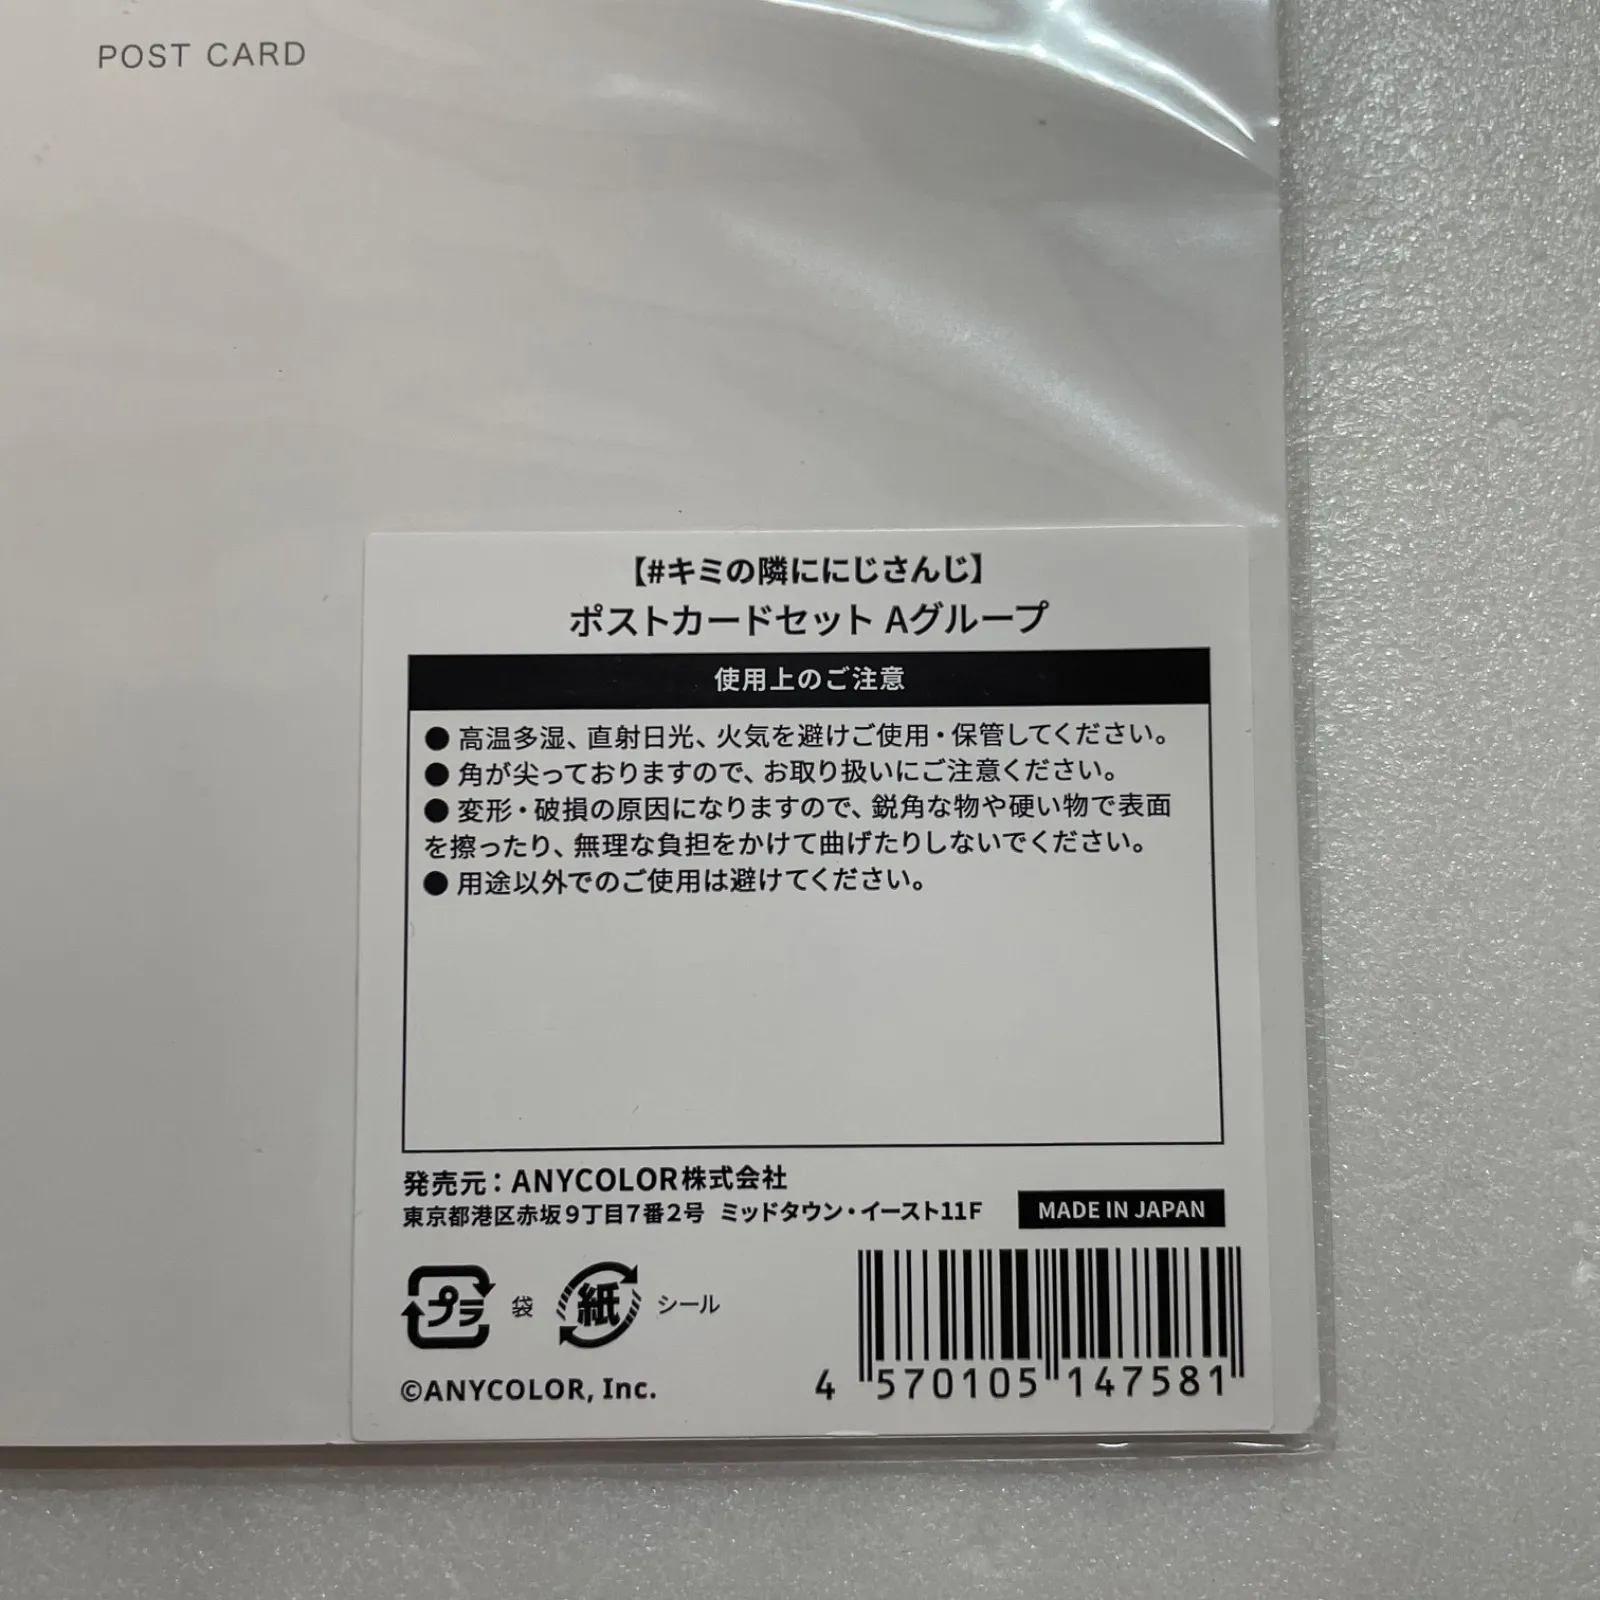 POST CARD
【#キミの隣ににじさんじ】
ポストカードセット Aグループ
使用上のご注意
● 高温多湿、直射日光、火気を避けご使用・保管してください。
● 角が尖っておりますので、お取り扱いにご注意ください。
● 変形・破損の原因になりますので、鋭角な物や硬い物で表面
を擦ったり、無理な負担をかけて曲げたりしないでください。
● 用途以外でのご使用は避けてください。
発売元：ANYCOLOR株式会社
東京都港区赤坂9丁目7番2号 ミッドタウン・イースト11F
MADE IN JAPAN
プラ 袋 紙 シール
©ANYCOLOR, Inc.
4 570105 147581